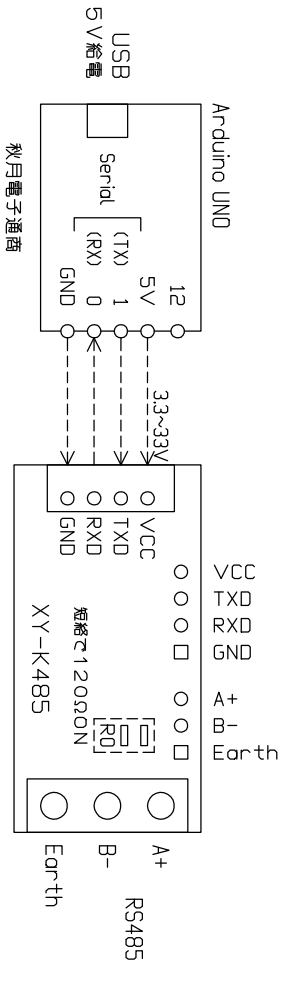 Arduino UNO
USB
5V給電
Serial
(TX)
(RX)
12
5V
1
0
GND
秋月電子通商
3.3~33V
VCC
TXD
RXD
GND
VCC
TXD
RXD
GND
A+
B-
Earth
短絡で120ΩON
R0
XY-K485
A+
B-
Earth
RS485